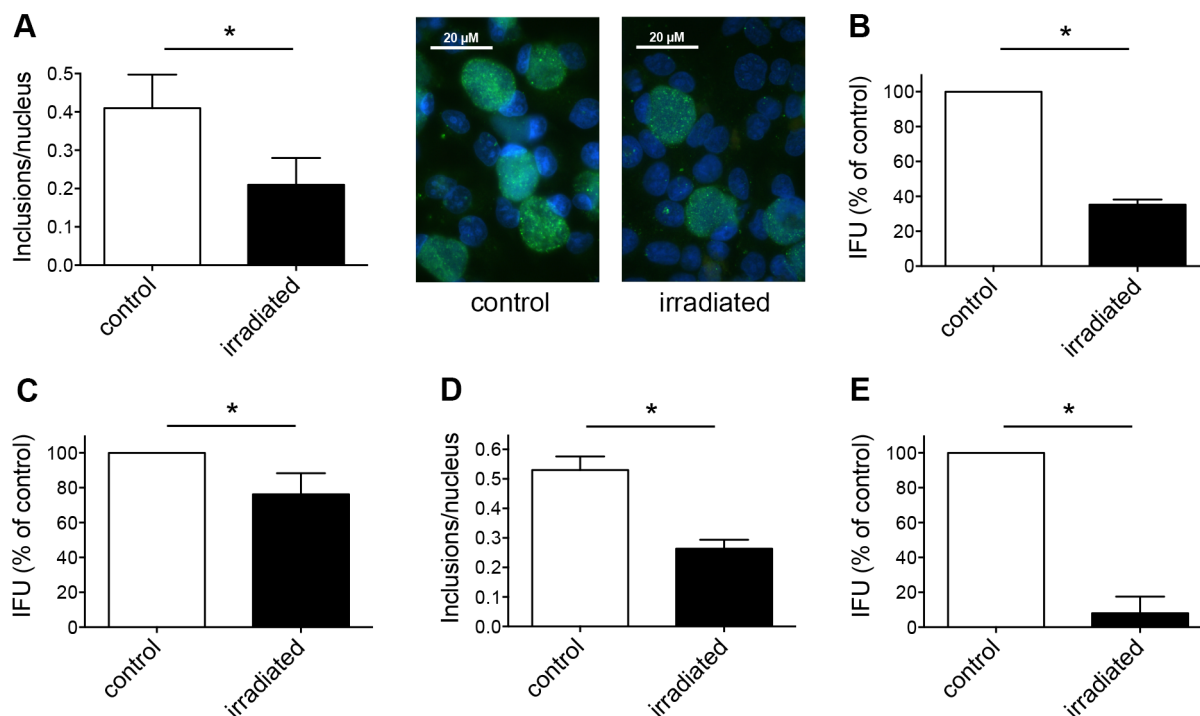 A
*
Inclusions/nucleus
0.5
0.4
0.3
0.2
0.1
0.0
control
irradiated
20 µM
control
20 µM
irradiated
B
*
IFU (% of control)
100
80
60
40
20
0
control
irradiated
C
*
IFU (% of control)
100
80
60
40
20
0
control
irradiated
D
*
Inclusions/nucleus
0.6
0.5
0.4
0.3
0.2
0.1
0.0
control
irradiated
E
*
IFU (% of control)
100
80
60
40
20
0
control
irradiated